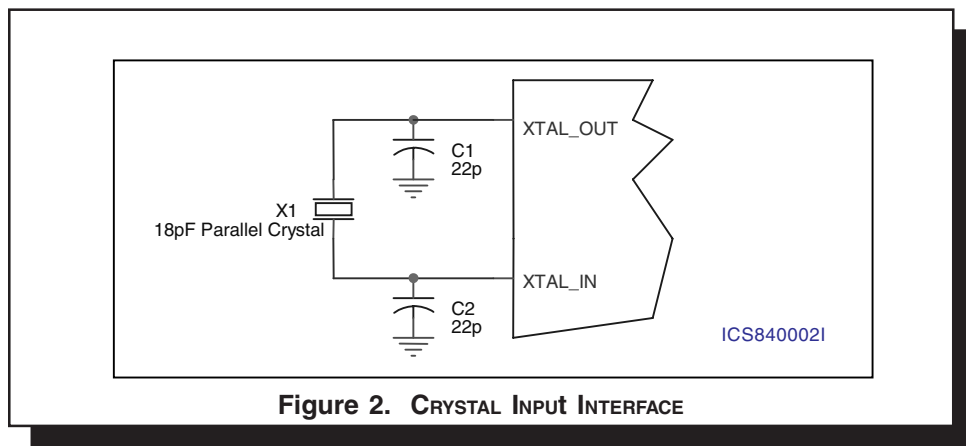 XTAL_OUT
C1
22p
X1
18pF Parallel Crystal
XTAL_IN
C2
22p
ICS840002I
Figure 2. CRYSTAL INPUt INTERFACE